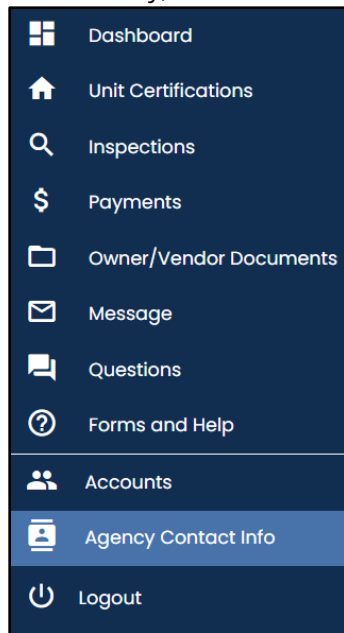 Dashboard
Unit Certifications
Inspections
$ Payments
Owner/Vendor Documents
Message
Questions
? Forms and Help
Accounts
Agency Contact Info
Logout